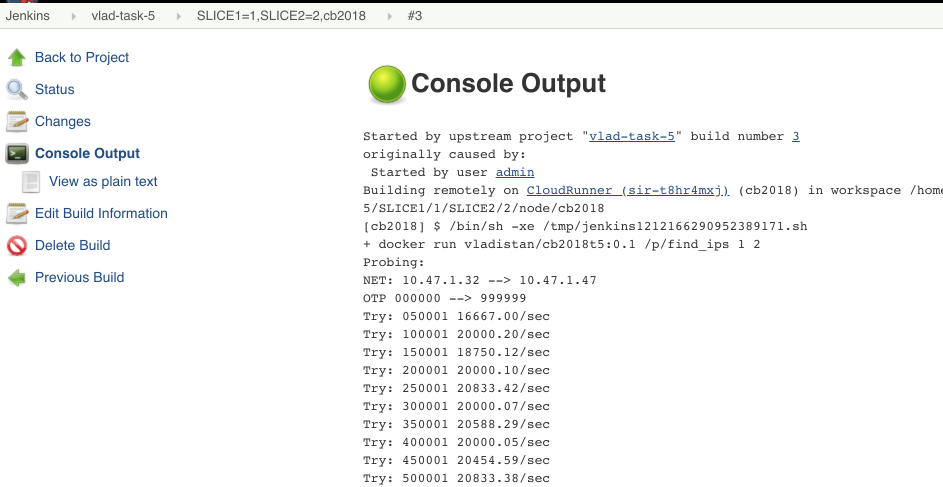 Jenkins vlad-task-5 SLICE1=1,SLICE2=2,cb2018 #3
Back to Project
Status
Changes
Console Output
View as plain text
Edit Build Information
Delete Build
Previous Build
Console Output
Started by upstream project "vlad-task-5" build number 3
originally caused by:
Started by user admin
Building remotely on CloudRunner (sir-t8hr4mxj) (cb2018) in workspace /home
5/SLICE1/1/SLICE2/2/node/cb2018
[cb2018] $ /bin/sh -xe /tmp/jenkins1212166290952389171.sh
+ docker run vladistan/cb2018t5:0.1 /p/find_ips 1 2
Probing:
NET: 10.47.1.32 --> 10.47.1.47
OTP 000000 --> 999999
Try: 050001 16667.00/sec
Try: 100001 20000.20/sec
Try: 150001 18750.12/sec
Try: 200001 20000.10/sec
Try: 250001 20833.42/sec
Try: 300001 20000.07/sec
Try: 350001 20588.29/sec
Try: 400001 20000.05/sec
Try: 450001 20454.59/sec
Try: 500001 20833.38/sec